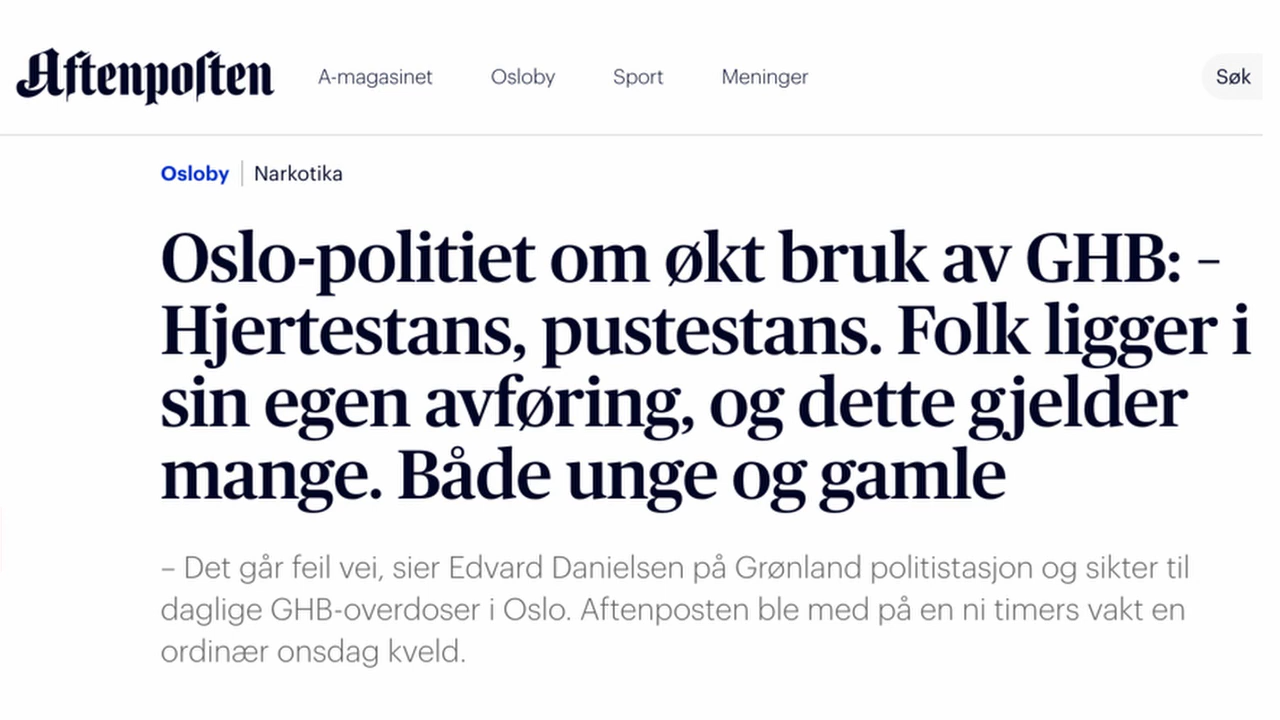 Aftenposten A-magasinet Osloby Sport Meninger Søk
Osloby | Narkotika
Oslo-politiet om økt bruk av GHB: –
Hjertestans, pustestans. Folk ligger i
sin egen avføring, og dette gjelder
mange. Både unge og gamle
– Det går feil vei, sier Edvard Danielsen på Grønland politistasjon og sikter til
daglige GHB-overdoser i Oslo. Aftenposten ble med på en ni timers vakt en
ordinær onsdag kveld.